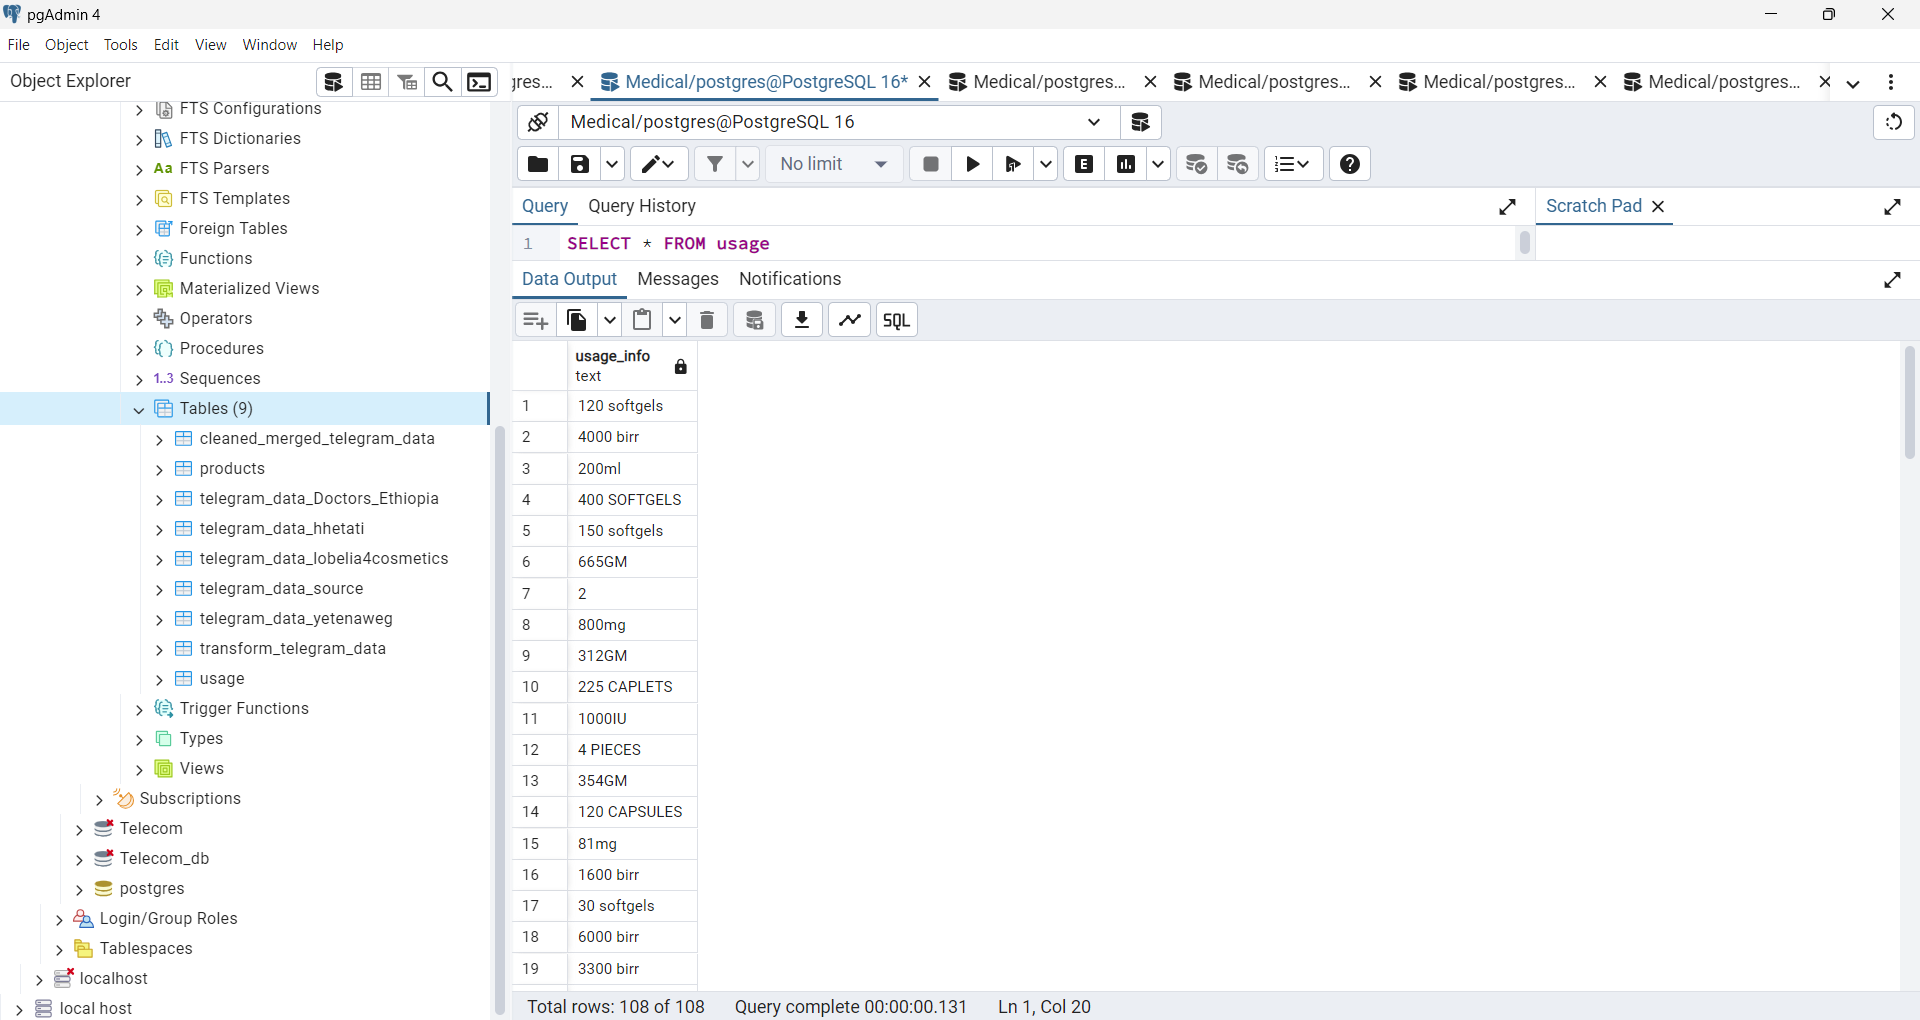 pgAdmin 4
File Object Tools Edit View Window Help
Object Explorer
gres...
Medical/postgres@PostgreSQL 16*
Medical/postgres...
Medical/postgres...
Medical/postgres...
Medical/postgres...
FTS Configurations
FTS Dictionaries
Aa FTS Parsers
FTS Templates
Foreign Tables
Functions
Materialized Views
Operators
Procedures
1..3 Sequences
Tables (9)
cleaned_merged_telegram_data
products
telegram_data_Doctors_Ethiopia
telegram_data_hhetati
telegram_data_lobelia4cosmetics
telegram_data_source
telegram_data_yetenaweg
transform_telegram_data
usage
Trigger Functions
Types
Views
Subscriptions
Telecom
Telecom_db
postgres
Login/Group Roles
Tablespaces
localhost
local host
Medical/postgres@PostgreSQL 16
No limit
E
Query Query History
Scratch Pad
1 SELECT * FROM usage
Data Output Messages Notifications
SQL
usage_info
text
1 120 softgels
2 4000 birr
3 200ml
4 400 SOFTGELS
5 150 softgels
6 665GM
7 2
8 800mg
9 312GM
10 225 CAPLETS
11 1000IU
12 4 PIECES
13 354GM
14 120 CAPSULES
15 81mg
16 1600 birr
17 30 softgels
18 6000 birr
19 3300 birr
Total rows: 108 of 108 Query complete 00:00:00.131 Ln 1, Col 20